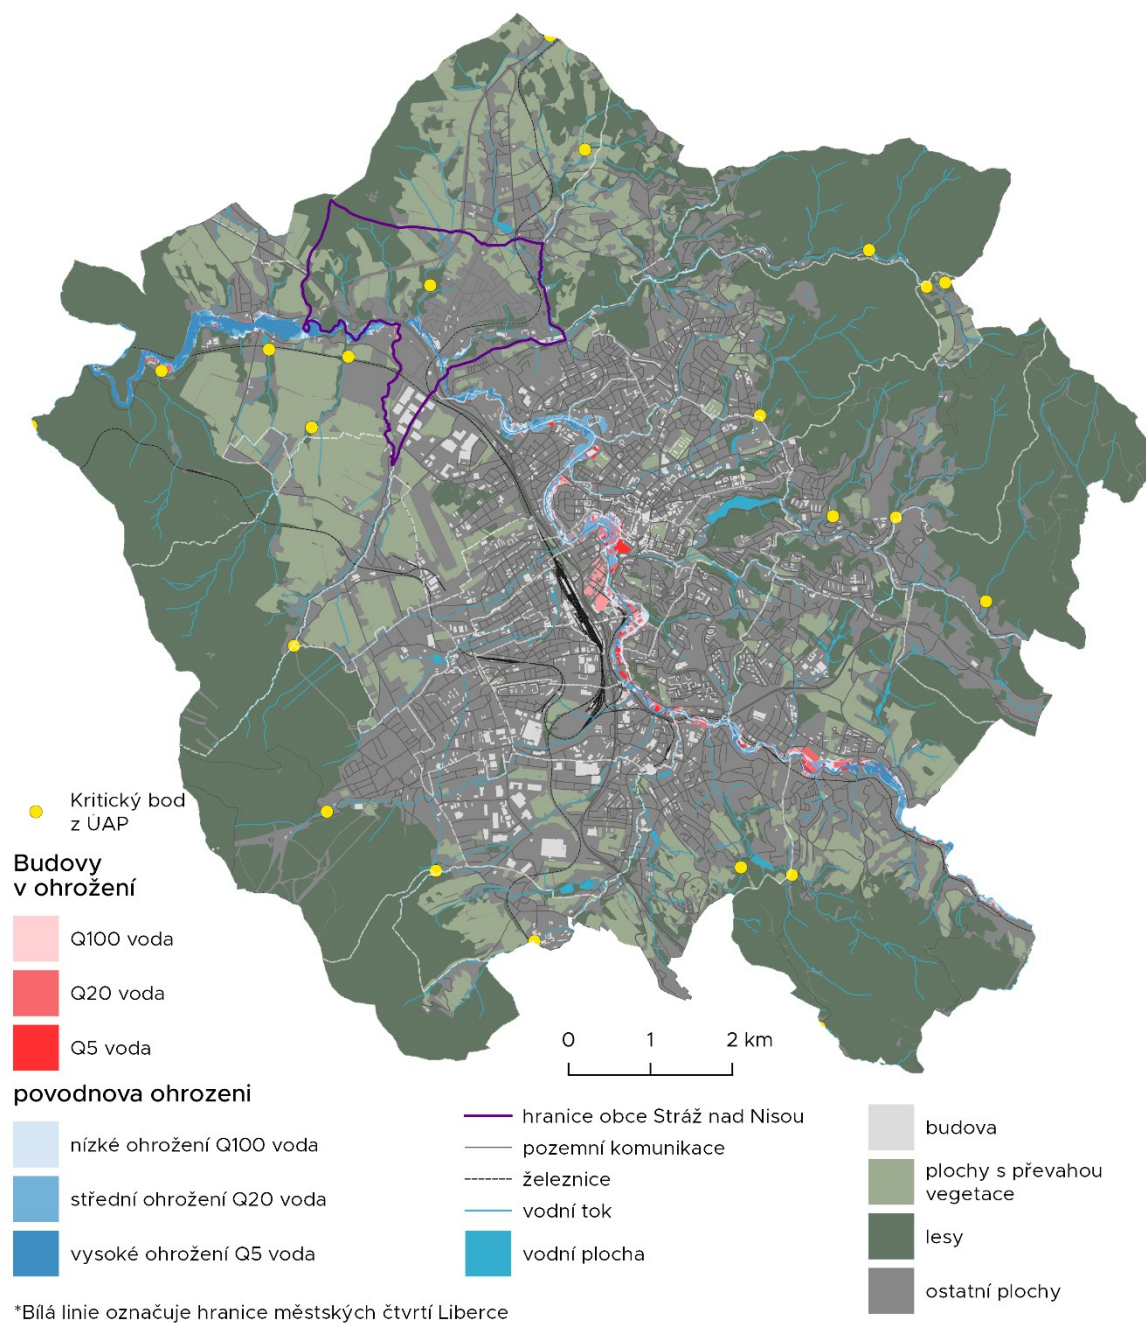 Kritický bod
z ÚAP
Budovy
v ohrožení
Q100 voda
Q20 voda
Q5 voda
povodnova ohrozeni
nízké ohrožení Q100 voda
střední ohrožení Q20 voda
vysoké ohrožení Q5 voda
*Bílá linie označuje hranice městských čtvrtí Liberce
0 1 2 km
hranice obce Stráž nad Nisou
pozemní komunikace
železnice
vodní tok
vodní plocha
budova
plochy s převahou
vegetace
lesy
ostatní plochy